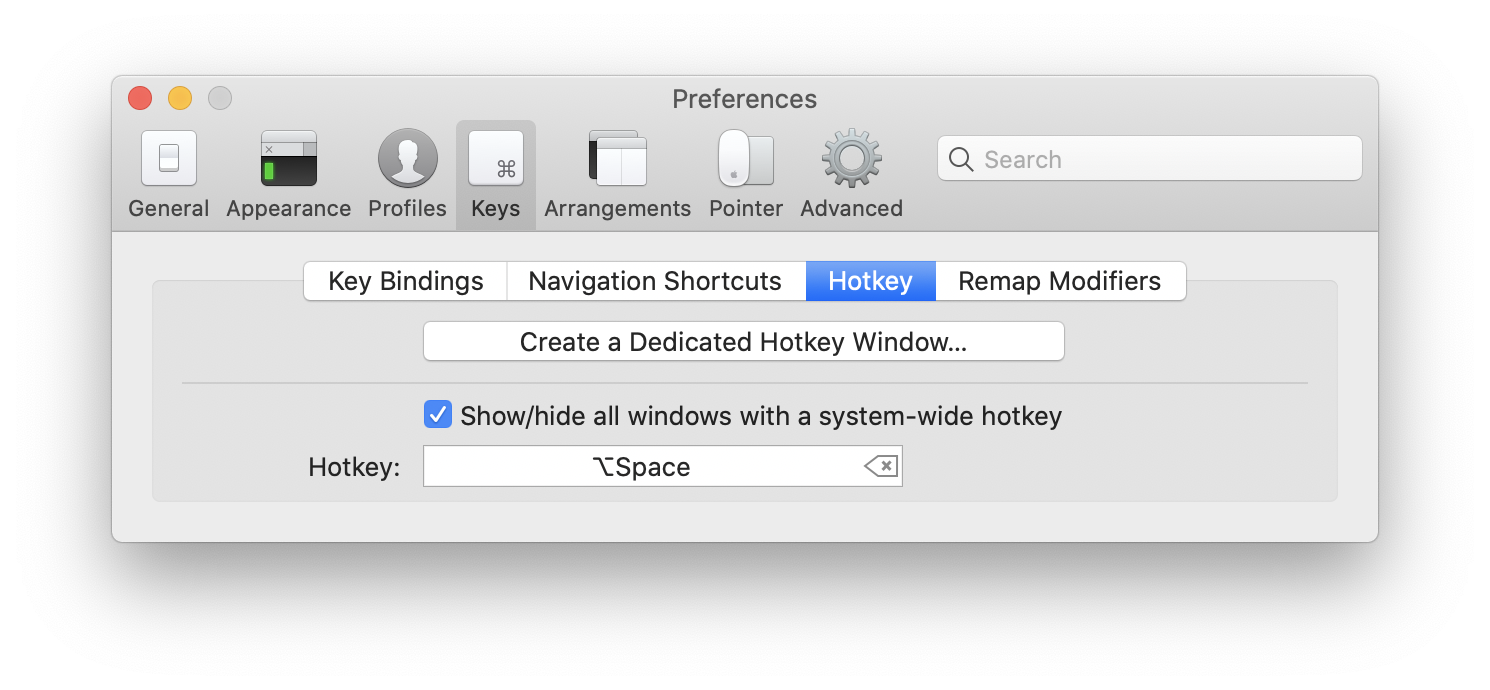 Preferences
General Appearance Profiles Keys Arrangements Pointer Advanced
Search
Key Bindings Navigation Shortcuts Hotkey Remap Modifiers
Create a Dedicated Hotkey Window...
Show/hide all windows with a system-wide hotkey
Hotkey: ⌥Space